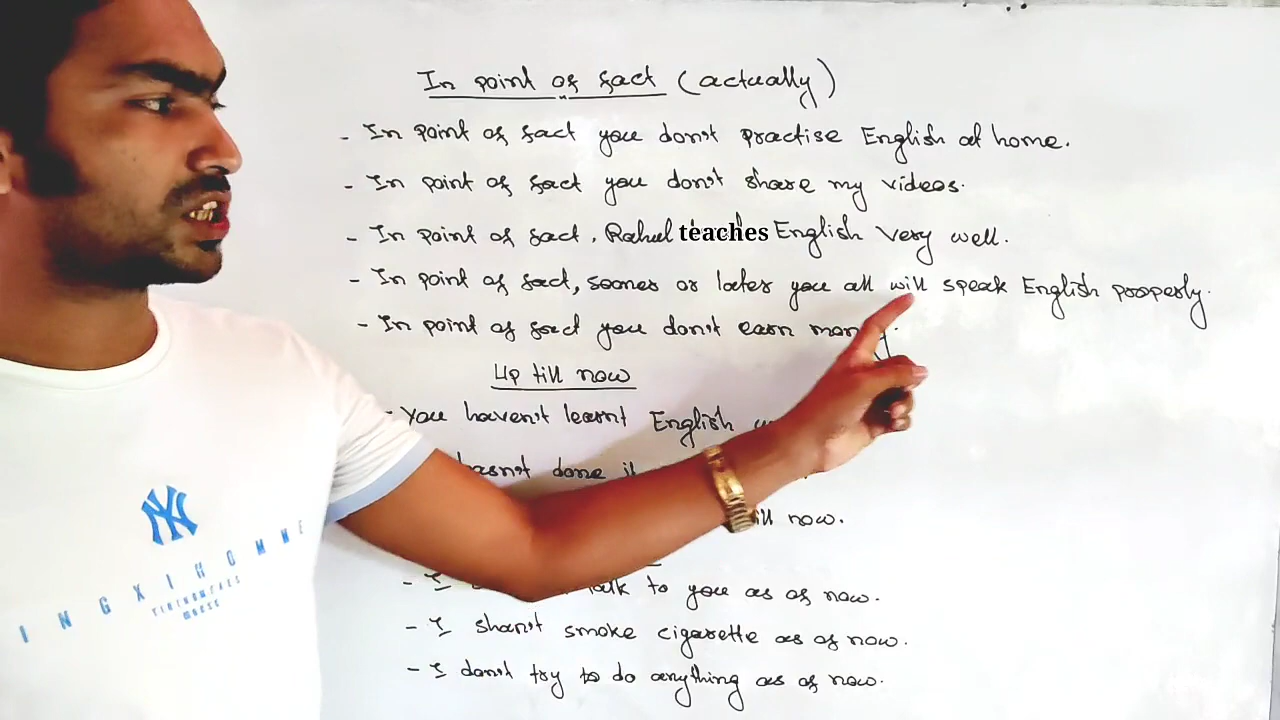 In point of fact (actually)
- In point of fact you don't practise English at home.
- In point of fact you don't share my videos.
- In point of fact, Rahul teaches English very well.
- In point of fact, sooner or later you all will speak English properly.
- In point of fact you don't earn money.
Up till now
- You haven't learnt English
hasn't done it
till now.
- I talk to you as of now.
- I shan't smoke cigarette as of now.
- I don't try to do anything as of now.
NY
INGXIHOMME